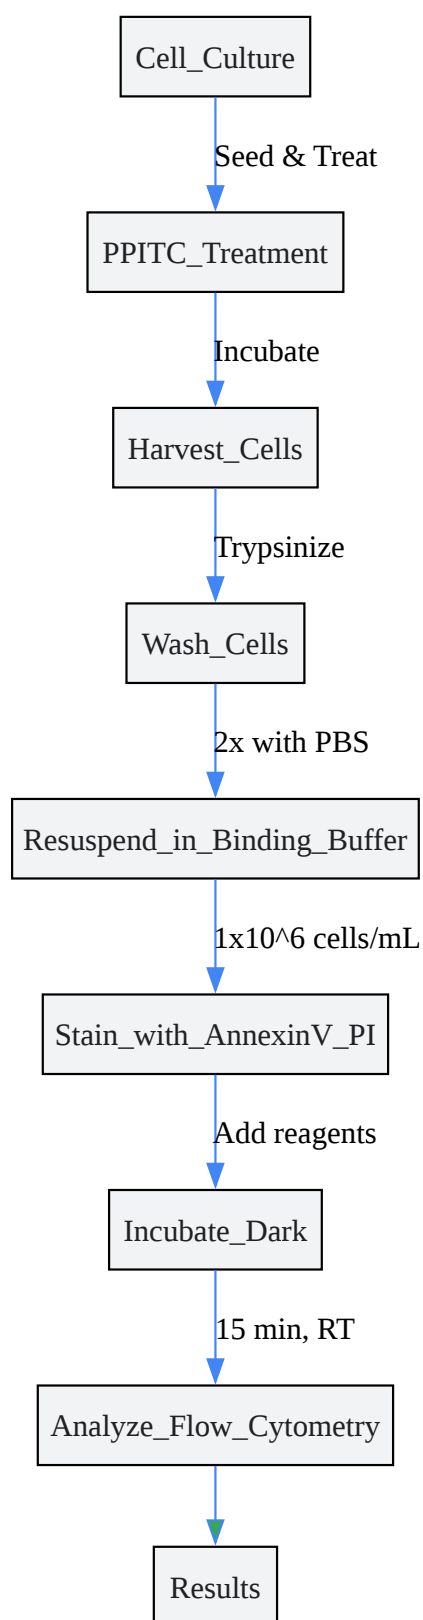 Cell_Culture
Seed & Treat
PPITC_Treatment
Incubate
Harvest_Cells
Trypsinize
Wash_Cells
2x with PBS
Resuspend_in_Binding_Buffer
1x10^6 cells/mL
Stain_with_AnnexinV_PI
Add reagents
Incubate_Dark
15 min, RT
Analyze_Flow_Cytometry
Results